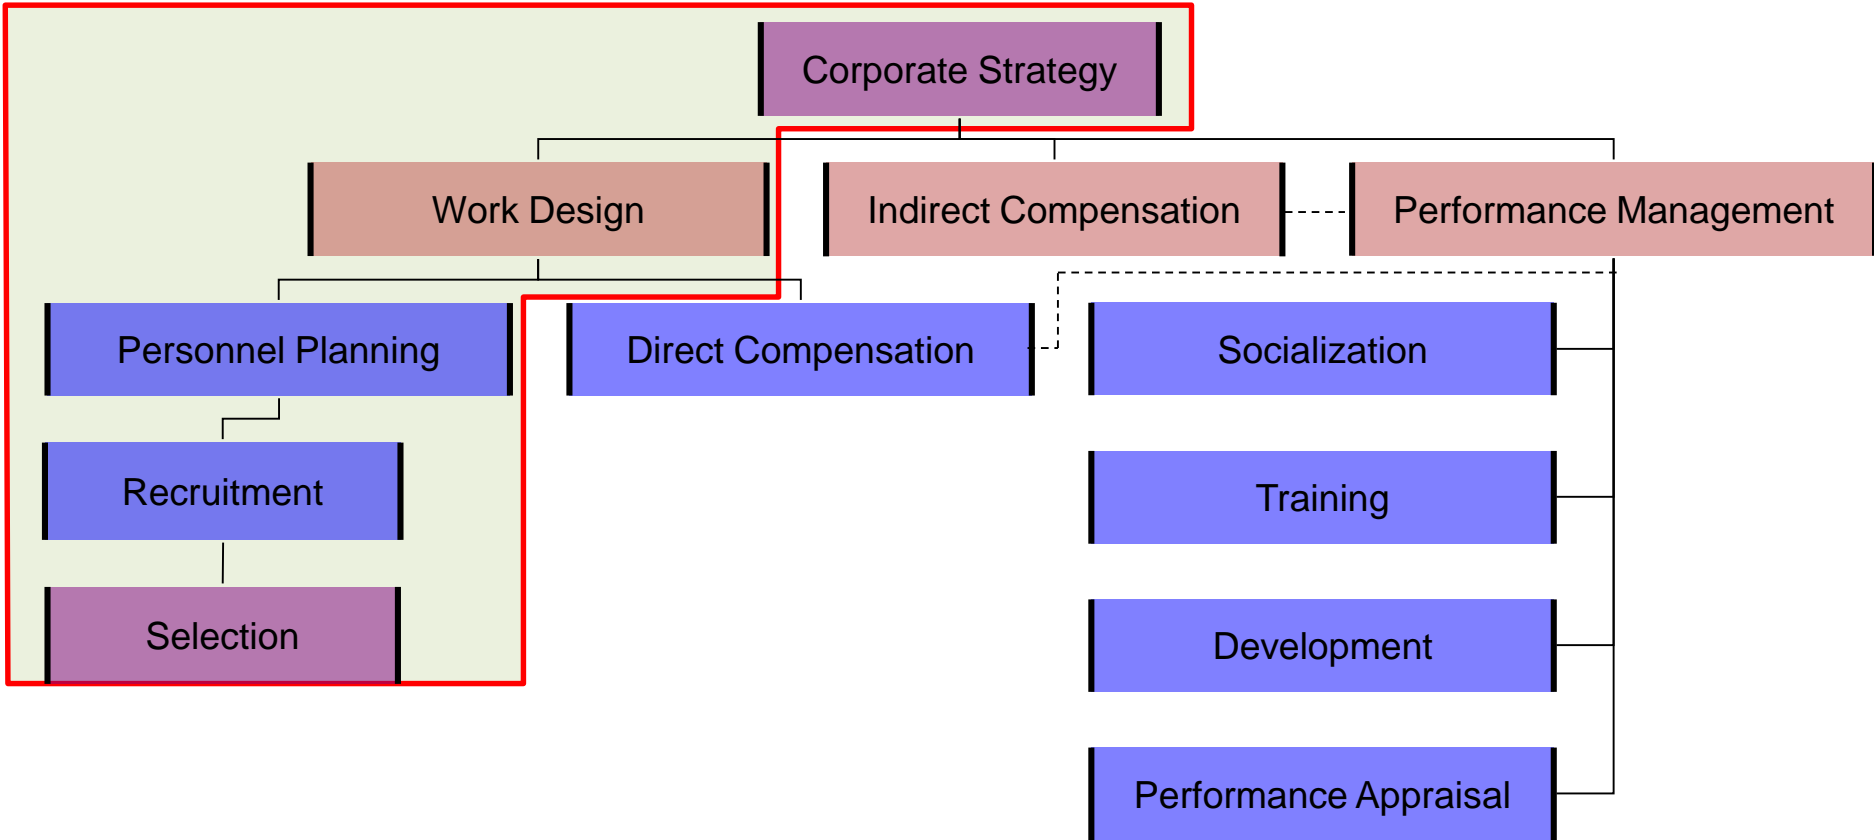 Corporate Strategy
Work Design
Indirect Compensation
Performance Management
Personnel Planning
Direct Compensation
Socialization
Recruitment
Training
Selection
Development
Performance Appraisal